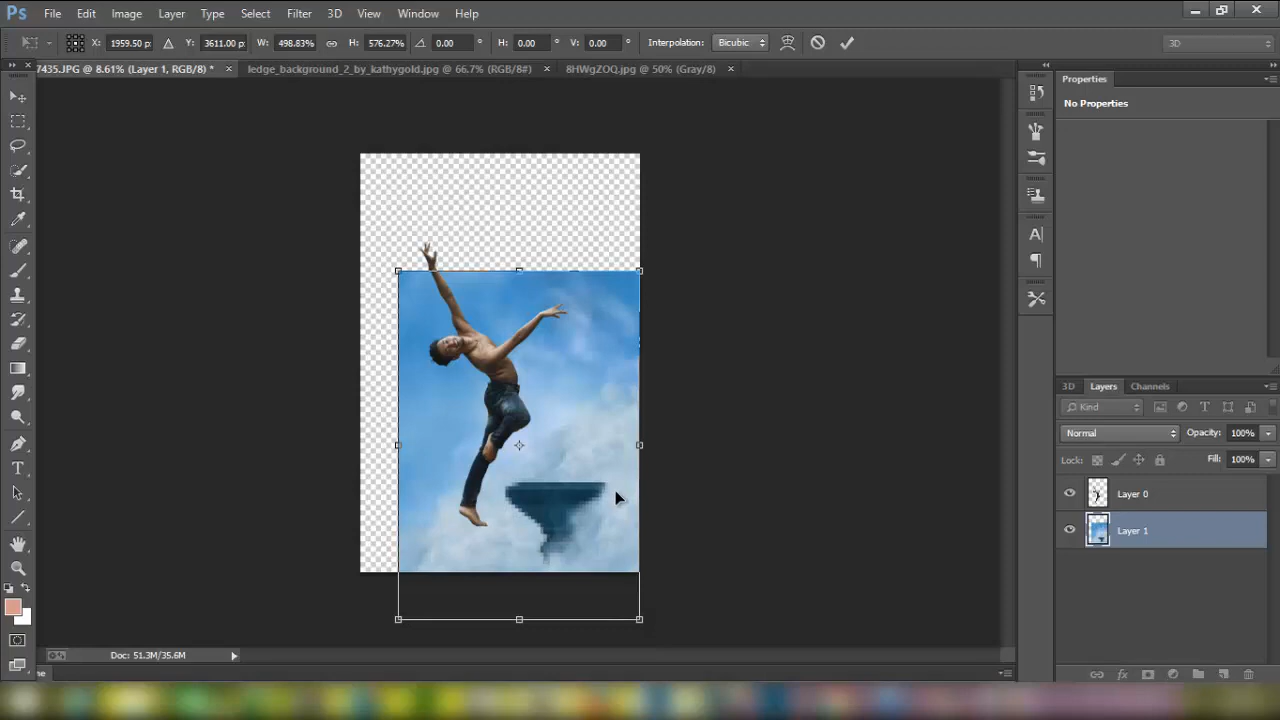 Ps File Edit Image Layer Type Select Filter 3D View Window Help
X: 1959.50 p: Y: 3611.00 p: W: 498.83% H: 576.27% 0.00 ° H: 0.00 ° V: 0.00 ° Interpolation: Bicubic 3D
7435.JPG @ 8.61% (Layer 1, RGB/8) * × ledge_background_2_by_kathygold.jpg @ 66.7% (RGB/8#) × 8HWgZOQ.jpg @ 50% (Gray/8) ×
Properties
No Properties
3D Layers Channels
Kind
Normal Opacity: 100%
Lock: Fill: 100%
Layer 0
Layer 1
Doc: 51.3M/35.6M
me